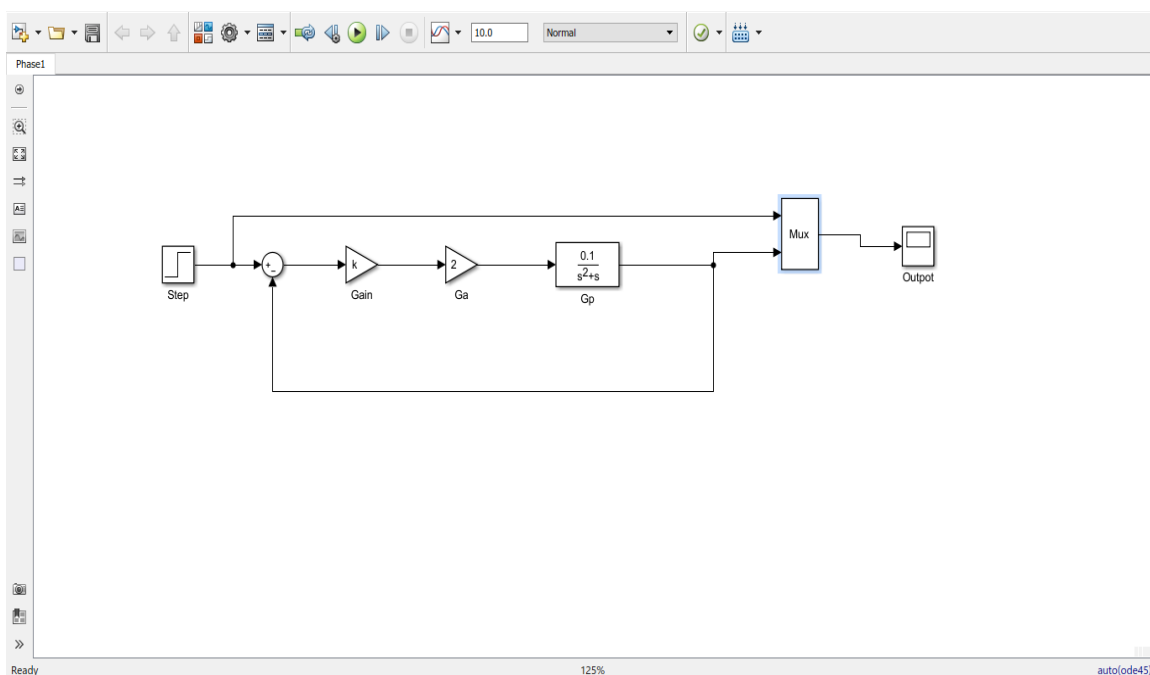 10.0
Normal
Phase1
Mux
+
-
k
2
0.1
s2+s
Step
Gain
Ga
Gp
Outpot
Ready
125%
auto(ode45)